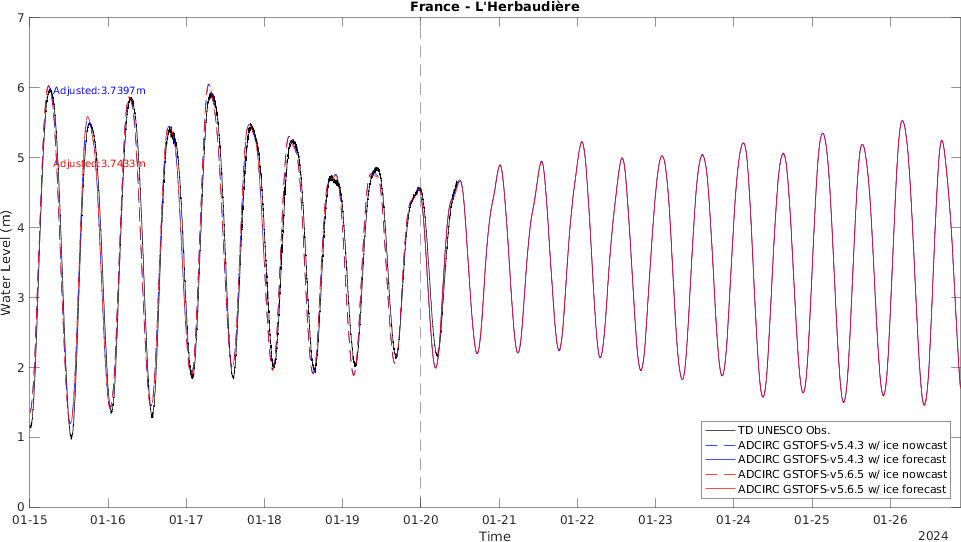 France - L'Herbaudière
7
6
5
4
3
2
1
0
Water Level (m)
Adjusted:3.7397m
Adjusted:3.7433m
TD UNESCO Obs.
ADCIRC GSTOFS-v5.4.3 w/ ice nowcast
ADCIRC GSTOFS-v5.4.3 w/ ice forecast
ADCIRC GSTOFS-v5.6.5 w/ ice nowcast
ADCIRC GSTOFS-v5.6.5 w/ ice forecast
01-15 01-16 01-17 01-18 01-19 01-20 01-21 01-22 01-23 01-24 01-25 01-26
Time
2024